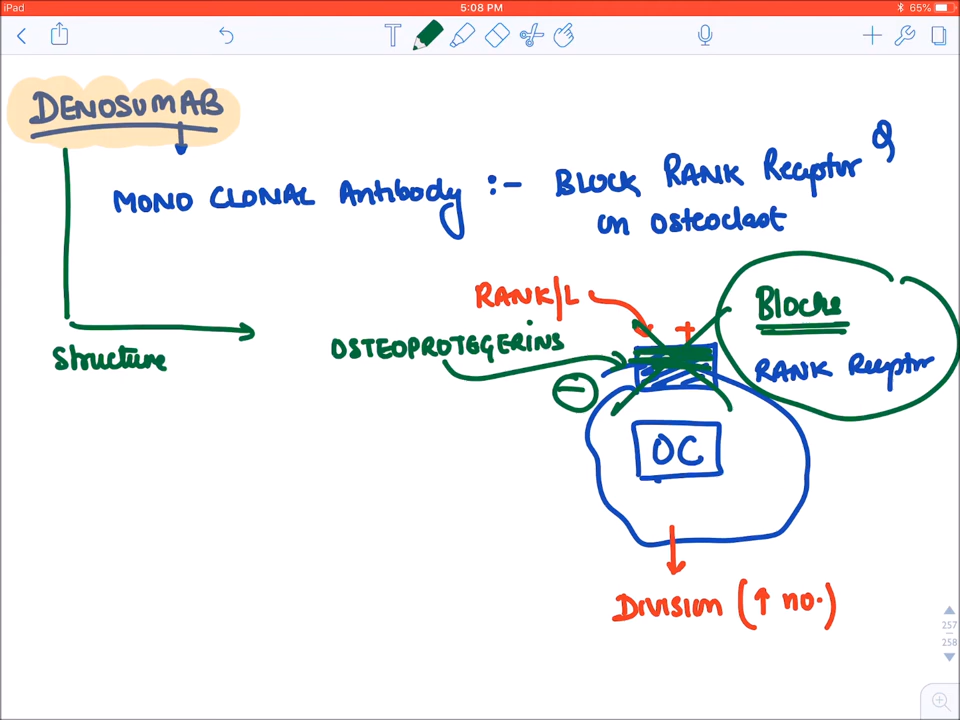 iPad
5:08 PM
65%
T
DENOSUMAB
MONO CLONAL Antibody :- BLOCK RANK Receptor
on osteoclast
RANK/L
+
Blocks
OSTEOPROTEGERINS
Structure
RANK Receptor
OC
Division (↑ no.)
257
258